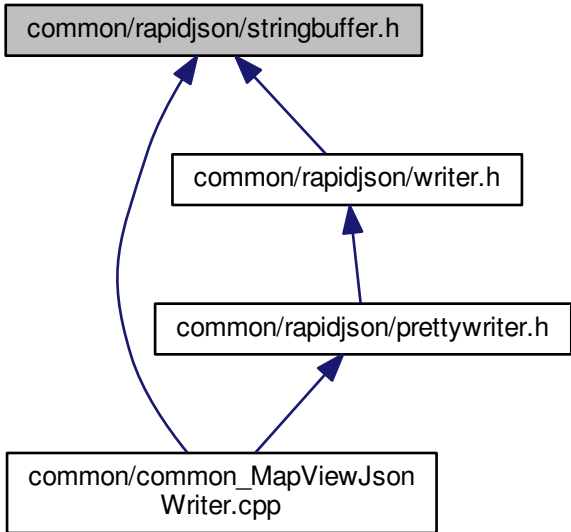 common/rapidjson/stringbuffer.h
common/rapidjson/writer.h
common/rapidjson/prettywriter.h
common/common_MapViewJson
Writer.cpp